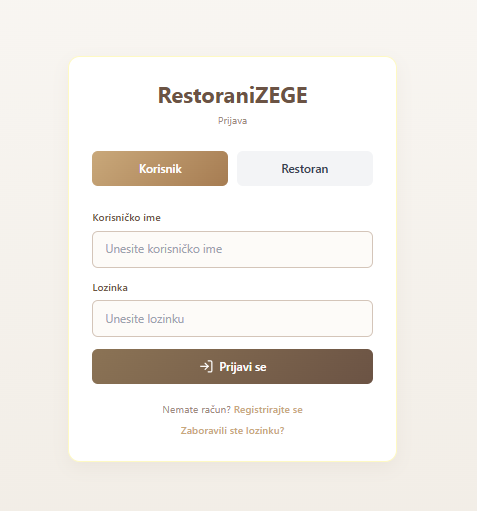 RestoraniZEGE
Prijava
Korisnik Restoran
Korisničko ime
Unesite korisničko ime
Lozinka
Unesite lozinku
Prijavi se
Nemate račun? Registrirajte se
Zaboravili ste lozinku?